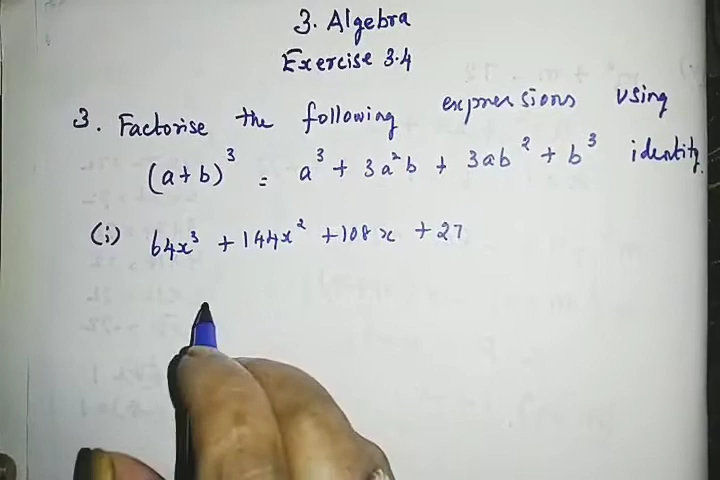 3. Algebra
Exercise 3.4
3. Factorise the following expressions using
(a+b)³ = a³ + 3a²b + 3ab² + b³ identity.
(i) 64x³ + 144x² + 108x + 27